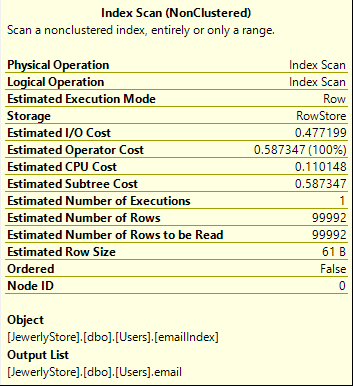 Index Scan (NonClustered)
Scan a nonclustered index, entirely or only a range.
Physical Operation Index Scan
Logical Operation Index Scan
Estimated Execution Mode Row
Storage RowStore
Estimated I/O Cost 0.477199
Estimated Operator Cost 0.587347 (100%)
Estimated CPU Cost 0.110148
Estimated Subtree Cost 0.587347
Estimated Number of Executions 1
Estimated Number of Rows 99992
Estimated Number of Rows to be Read 99992
Estimated Row Size 61 B
Ordered False
Node ID 0
Object
[JewerlyStore].[dbo].[Users].[emailIndex]
Output List
[JewerlyStore].[dbo].[Users].email